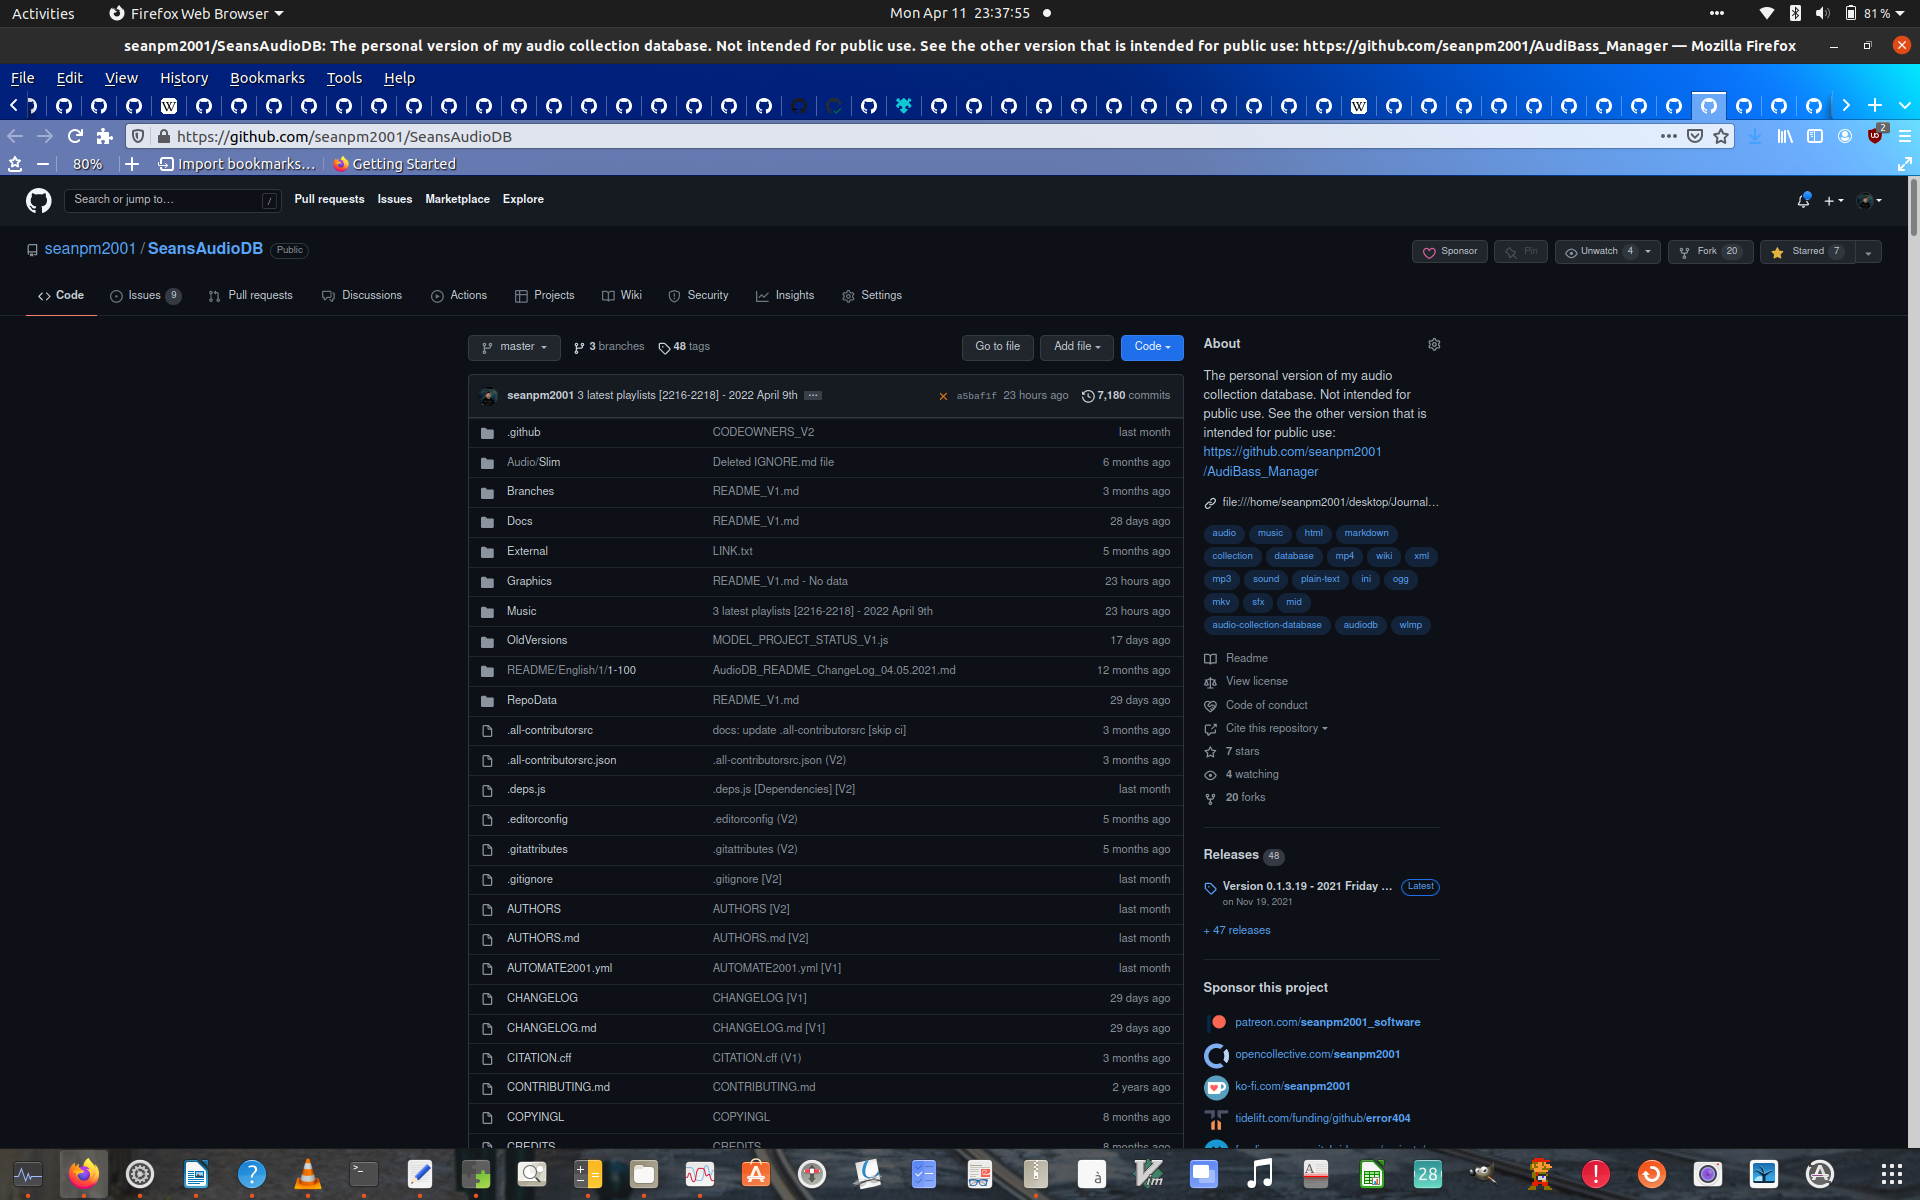 Activities
Firefox Web Browser
Mon Apr 11 23:37:55
81 %
seanpm2001/SeansAudioDB: The personal version of my audio collection database. Not intended for public use. See the other version that is intended for public use: https://github.com/seanpm2001/AudiBass_Manager — Mozilla Firefox
File Edit View History Bookmarks Tools Help
https://github.com/seanpm2001/SeansAudioDB
2
80%
Import bookmarks...
Getting Started
Search or jump to...
/
Pull requests Issues Marketplace Explore
seanpm2001 / SeansAudioDB
Public
Sponsor
Pin
Unwatch 4
Fork 20
Starred 7
Code
Issues 9
Pull requests
Discussions
Actions
Projects
Wiki
Security
Insights
Settings
master
3 branches
48 tags
Go to file
Add file
Code
seanpm2001 3 latest playlists [2216-2218] - 2022 April 9th
a5baf1f 23 hours ago
7,180 commits
.github CODEOWNERS_V2 last month
Audio/Slim Deleted IGNORE.md file 6 months ago
Branches README_V1.md 3 months ago
Docs README_V1.md 28 days ago
External LINK.txt 5 months ago
Graphics README_V1.md - No data 23 hours ago
Music 3 latest playlists [2216-2218] - 2022 April 9th 23 hours ago
OldVersions MODEL_PROJECT_STATUS_V1.js 17 days ago
README/English/1/1-100 AudioDB_README_ChangeLog_04.05.2021.md 12 months ago
RepoData README_V1.md 29 days ago
.all-contributorsrc docs: update .all-contributorsrc [skip ci] 3 months ago
.all-contributorsrc.json .all-contributorsrc.json (V2) 3 months ago
.deps.js .deps.js [Dependencies] [V2] last month
.editorconfig .editorconfig (V2) 5 months ago
.gitattributes .gitattributes (V2) 5 months ago
.gitignore .gitignore [V2] last month
AUTHORS AUTHORS [V2] last month
AUTHORS.md AUTHORS.md [V2] last month
AUTOMATE2001.yml AUTOMATE2001.yml [V1] last month
CHANGELOG CHANGELOG [V1] 29 days ago
CHANGELOG.md CHANGELOG.md [V1] 29 days ago
CITATION.cff CITATION.cff (V1) 3 months ago
CONTRIBUTING.md CONTRIBUTING.md 2 years ago
COPYINGL COPYINGL 8 months ago
CREDITS CREDITS 8 months ago
About
The personal version of my audio
collection database. Not intended for
public use. See the other version that is
intended for public use:
https://github.com/seanpm2001
/AudiBass_Manager
file:///home/seanpm2001/desktop/Journal...
audio music html markdown
collection database mp4 wiki xml
mp3 sound plain-text ini ogg
mkv sfx mid
audio-collection-database audiodb wlmp
Readme
View license
Code of conduct
Cite this repository
7 stars
4 watching
20 forks
Releases 48
Version 0.1.3.19 - 2021 Friday ... Latest
on Nov 19, 2021
+ 47 releases
Sponsor this project
patreon.com/seanpm2001_software
opencollective.com/seanpm2001
ko-fi.com/seanpm2001
tidelift.com/funding/github/error404
28